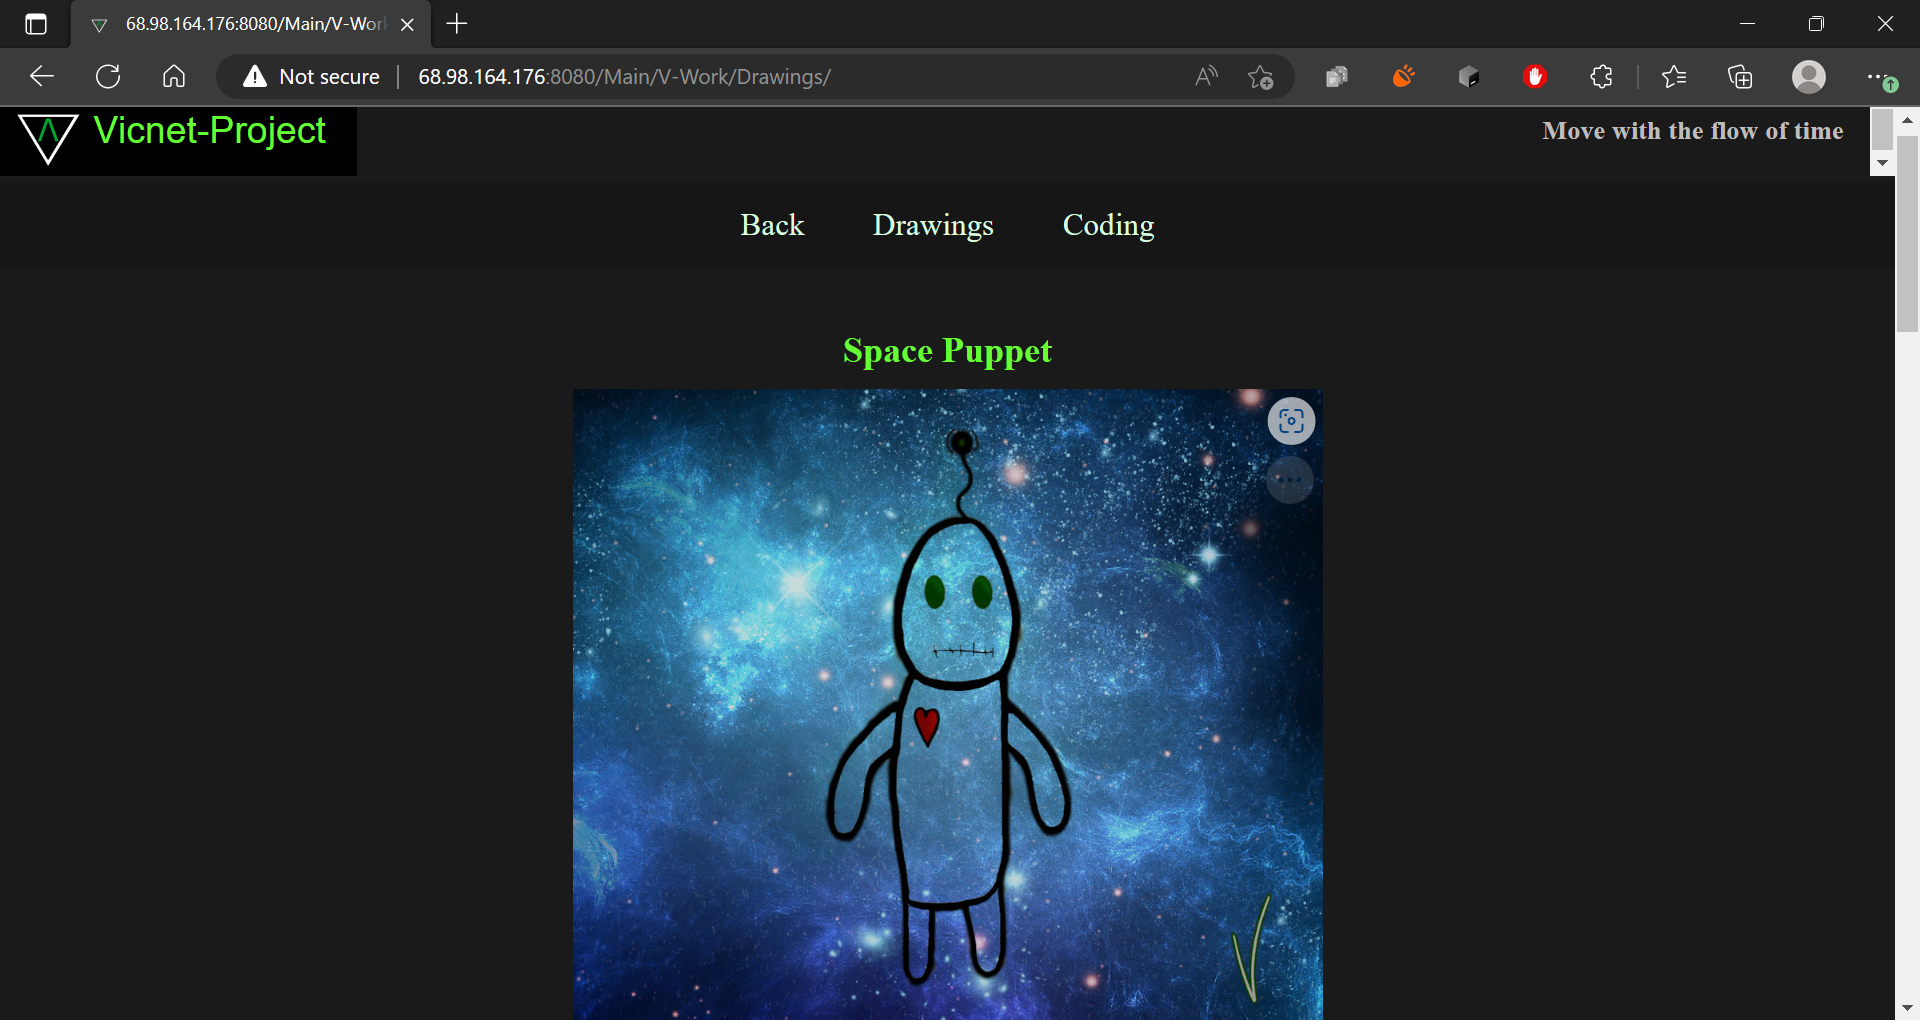 68.98.164.176:8080/Main/V-Wor
Not secure
68.98.164.176:8080/Main/V-Work/Drawings/
Vicnet-Project
Move with the flow of time
Back Drawings Coding
Space Puppet